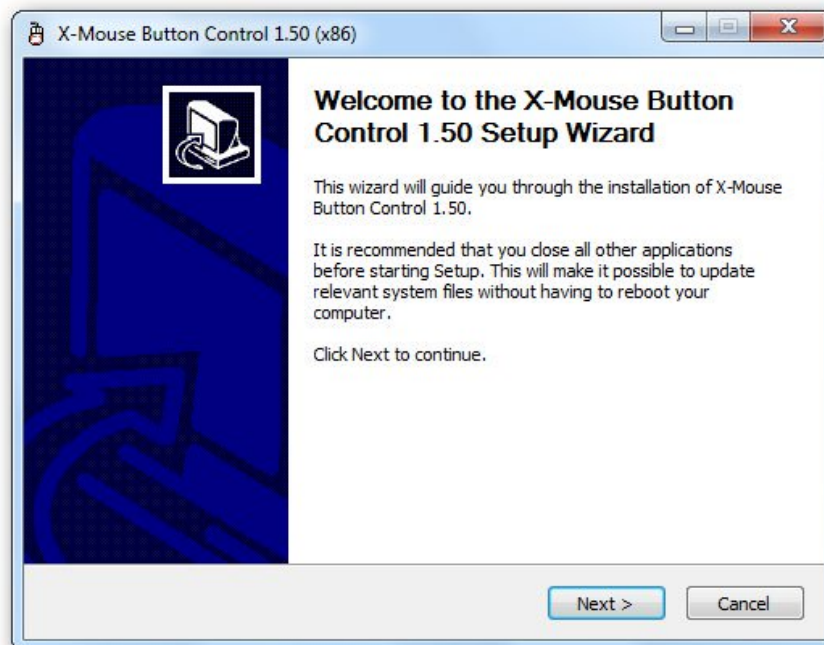 X-Mouse Button Control 1.50 (x86)
Welcome to the X-Mouse Button
Control 1.50 Setup Wizard
This wizard will guide you through the installation of X-Mouse
Button Control 1.50.
It is recommended that you close all other applications
before starting Setup. This will make it possible to update
relevant system files without having to reboot your
computer.
Click Next to continue.
Next >
Cancel